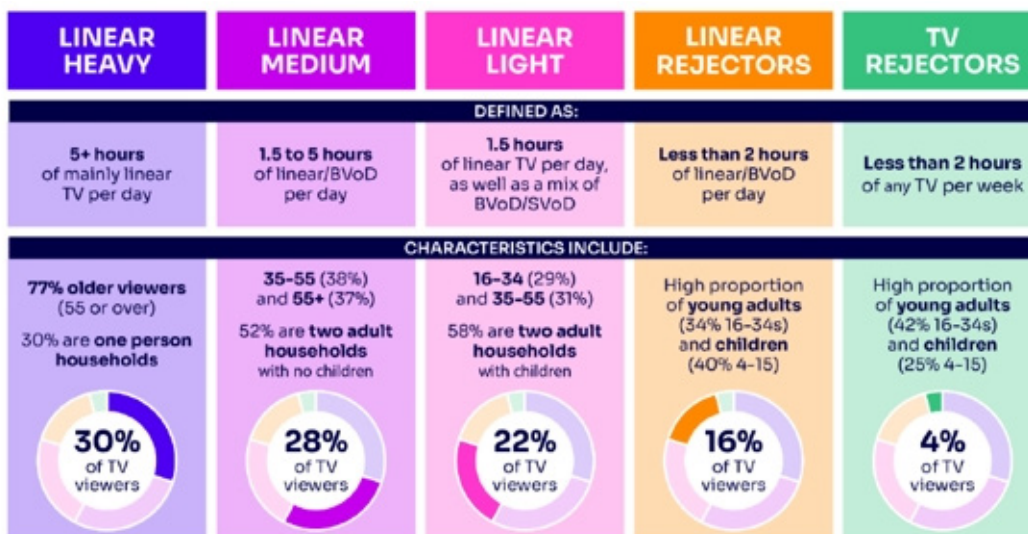 LINEAR
HEAVY
LINEAR
MEDIUM
LINEAR
LIGHT
LINEAR
REJECTORS
TV
REJECTORS
DEFINED AS:
5+ hours
of mainly linear
TV per day
1.5 to 5 hours
of linear/BVoD
per day
1.5 hours
of linear TV per day,
as well as a mix of
BVoD/SVoD
Less than 2 hours
of linear/BVoD
per day
Less than 2 hours
of any TV per week
CHARACTERISTICS INCLUDE:
77% older viewers
(55 or over)
30% are one person
households
35-55 (38%)
and 55+ (37%)
52% are two adult
households
with no children
16-34 (29%)
and 35-55 (31%)
58% are two adult
households
with children
High proportion
of young adults
(34% 16-34s)
and children
(40% 4-15)
High proportion
of young adults
(42% 16-34s)
and children
(25% 4-15)
30%
of TV
viewers
28%
of TV
viewers
22%
of TV
viewers
16%
of TV
viewers
4%
of TV
viewers